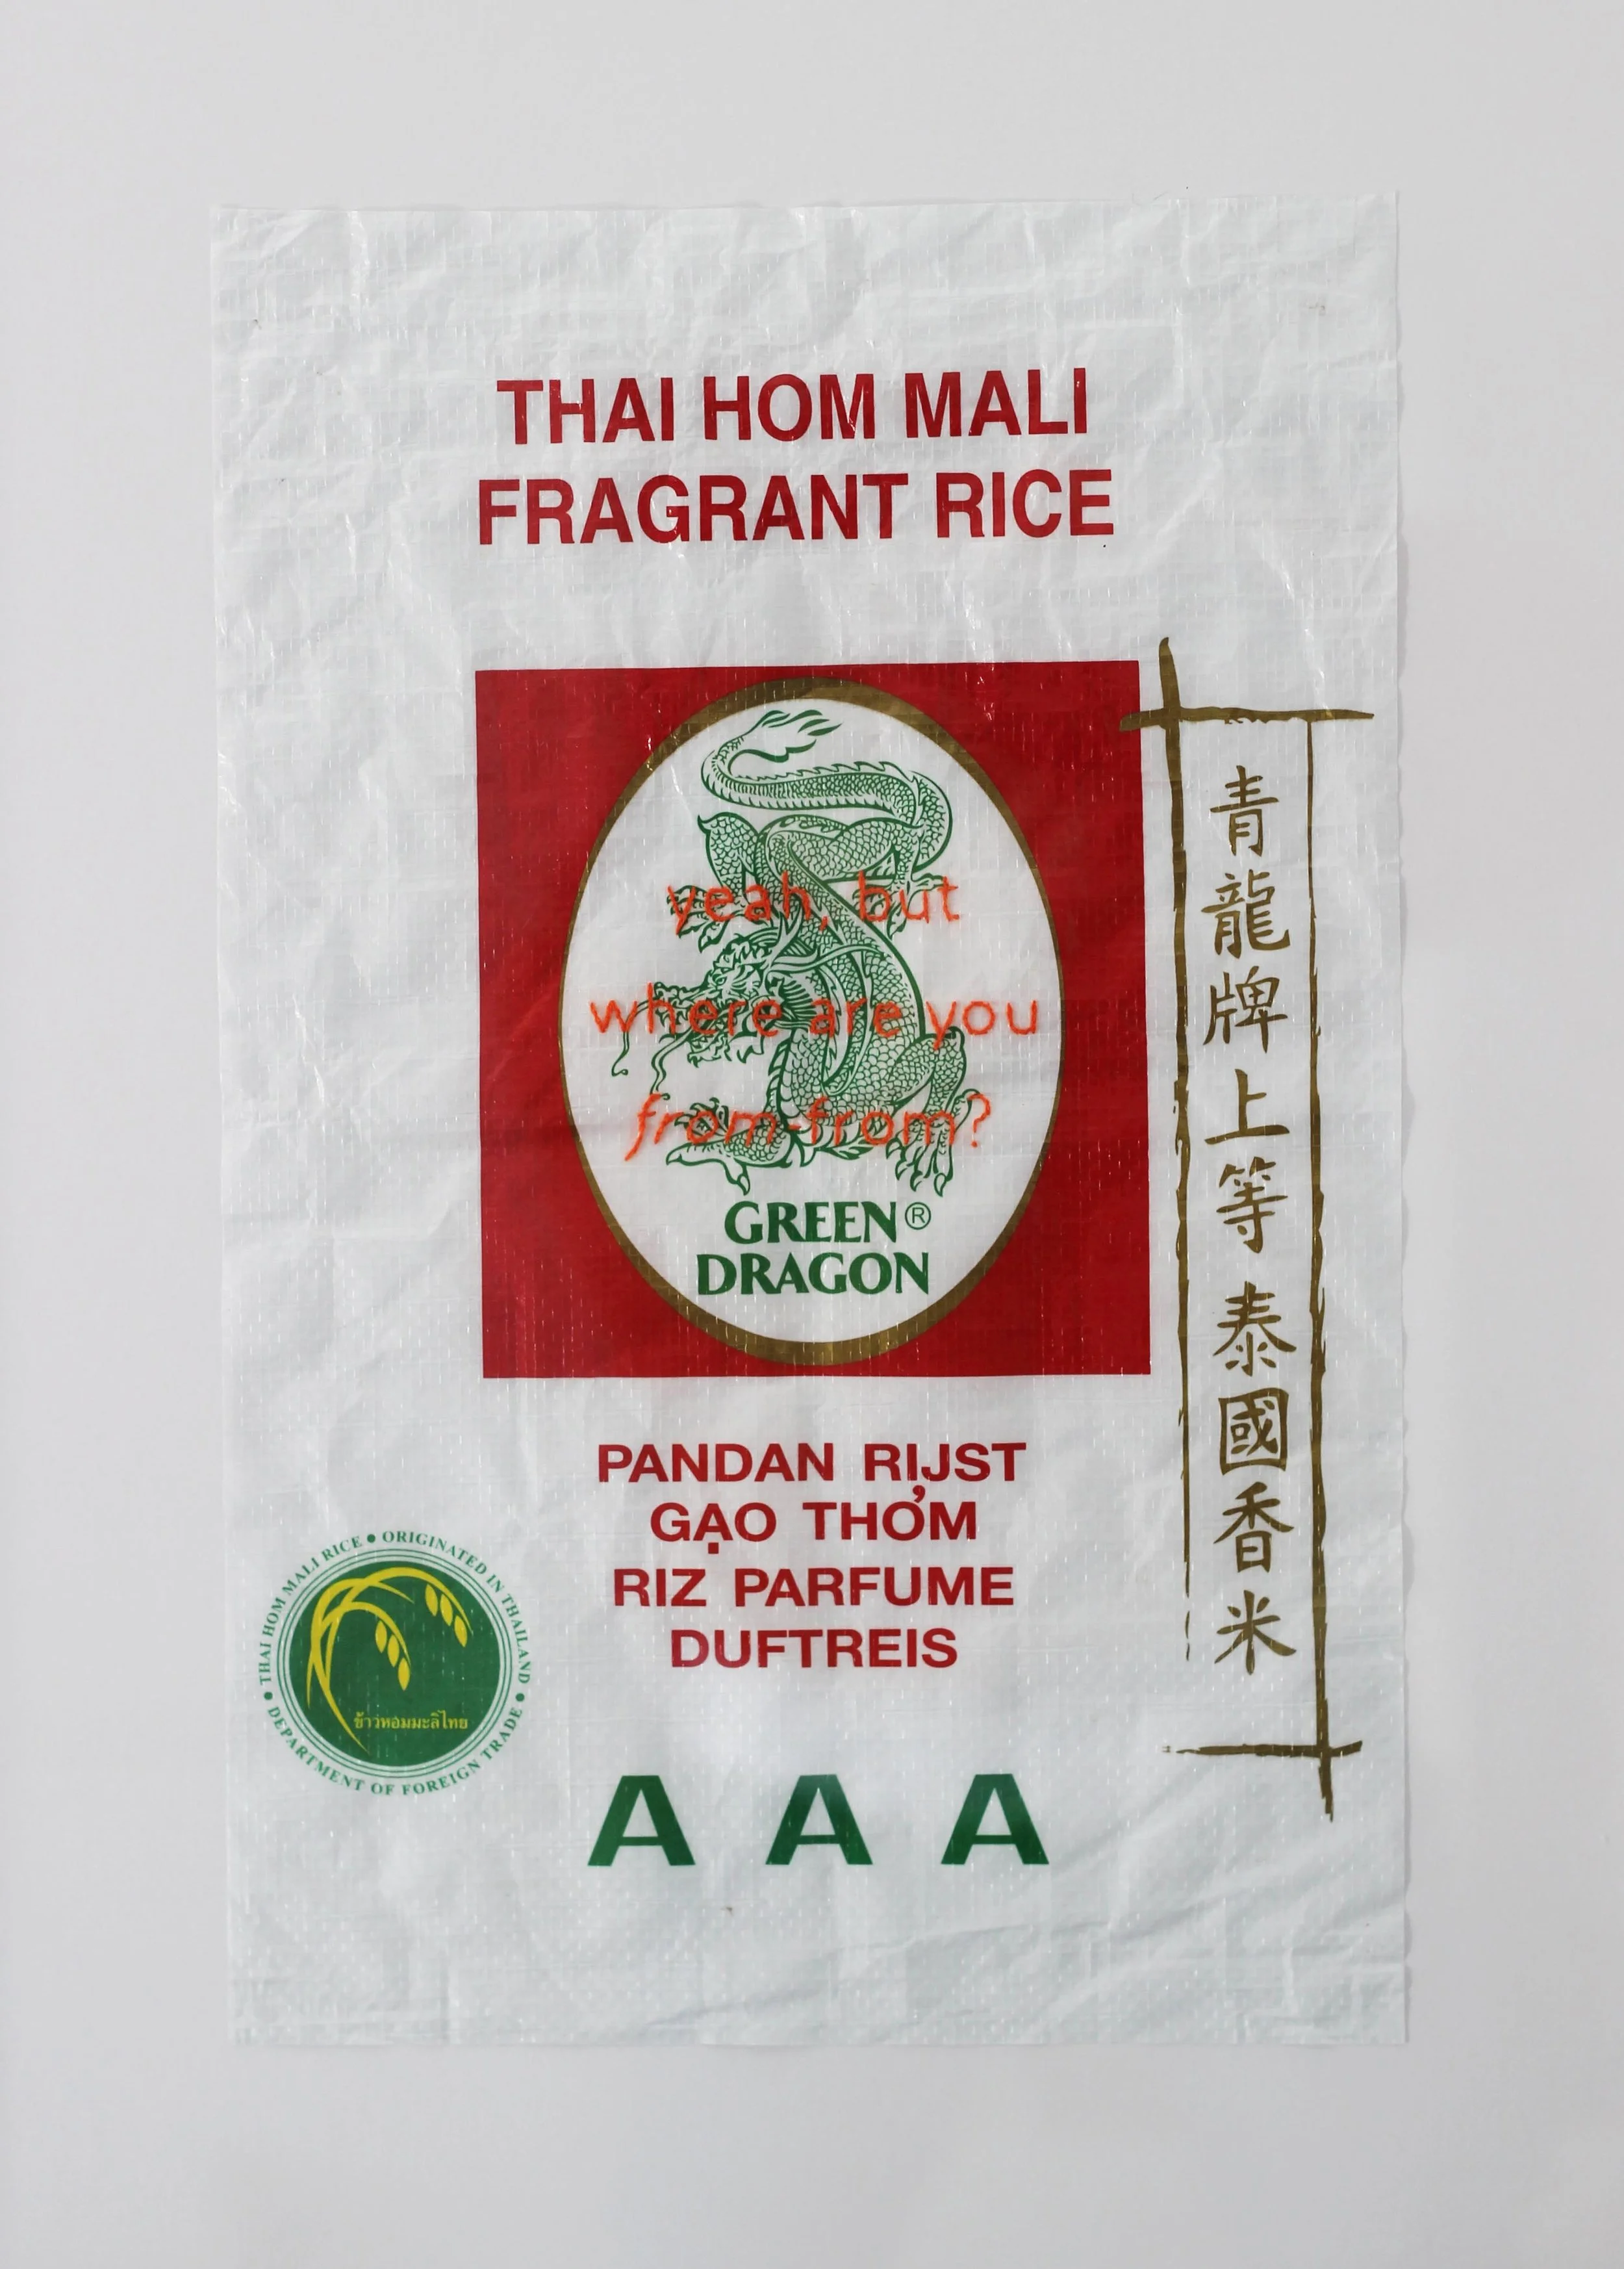 THAI HOM MALI
FRAGRANT RICE
yeah, but
where are you
from-from?
GREEN®
DRAGON
青龍牌上等泰國香米
PANDAN RIJST
GẠO THƠM
RIZ PARFUME
DUFTREIS
THAI HOM MALI RICE • ORIGINATED IN THAILAND • DEPARTMENT OF FOREIGN TRADE •
ข้าวหอมมะลิไทย
A A A